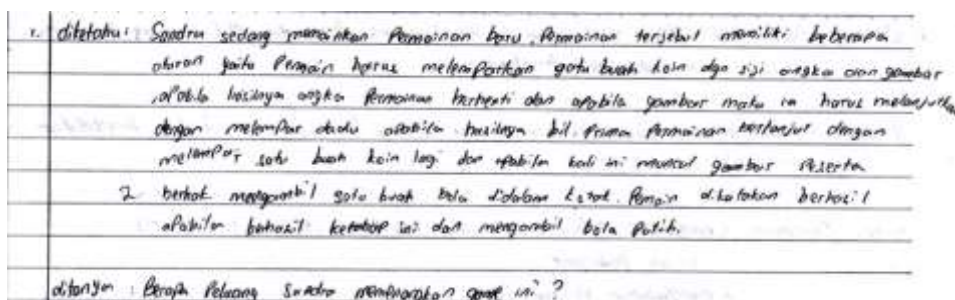 1. diketahui : Sandra sedang memainkan Permainan baru. Permainan tersebut memiliki beberapa
aturan yaitu Pemain harus melemparkan satu buah koin dgn sisi angka dan gambar
, apabila hasilnya angka Permainan berhenti dan apabila gambar maka ia harus melanjutkan
dengan melempar dadu apabila hasilnya bil. Prima Permainan berlanjut dengan
melempar satu buah koin lagi dan apabila kali ini muncul gambar Peserta
2 berhak mengambil satu buah bola didalam kotak. Pemain dikatakan berhasil
apabila berhasil ketahap ini dan mengambil bola Putih.
ditanya : Berapa Peluang Sandra memenangkan game ini ?